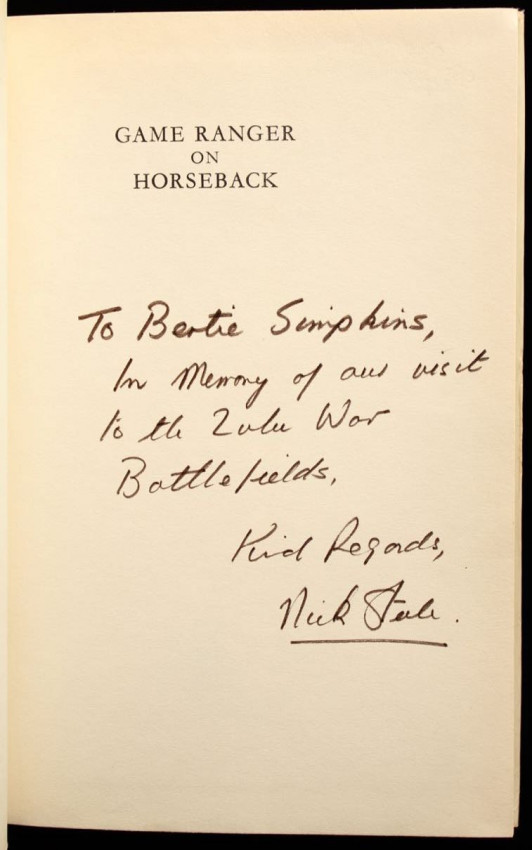 GAME RANGER
ON
HORSEBACK
To Bertie Simpkins,
In Memory of our visit
to the Zulu War
Battlefields,
Kind Regards,
Nick Steele.